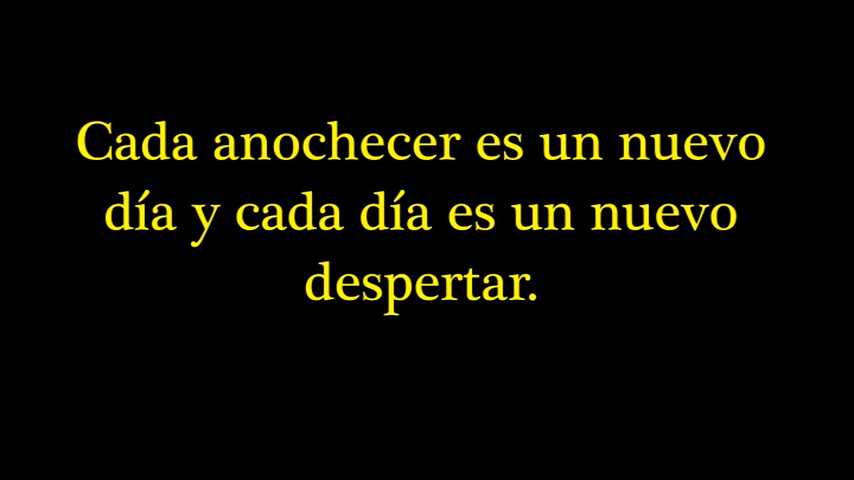 Cada anochecer es un nuevo
día y cada día es un nuevo
despertar.